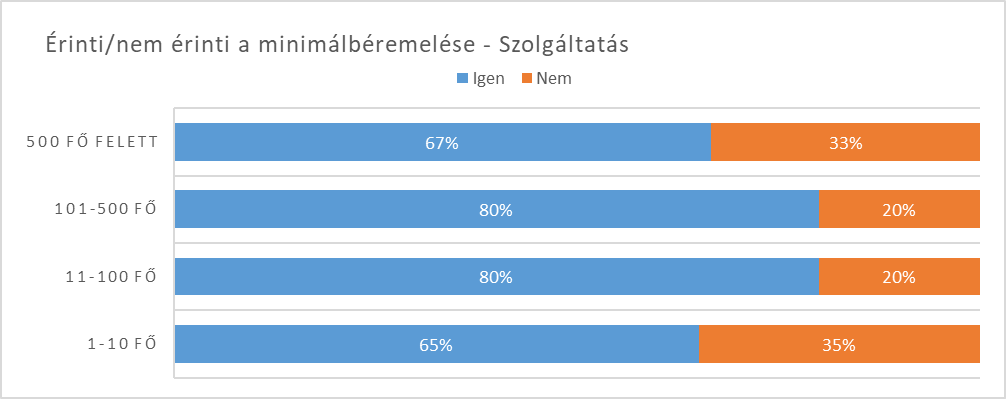 Érinti/nem érinti a minimálbéremelése - Szolgáltatás
Igen Nem
500 FŐ FELETT 67% 33%
101-500 FŐ 80% 20%
11-100 FŐ 80% 20%
1-10 FŐ 65% 35%